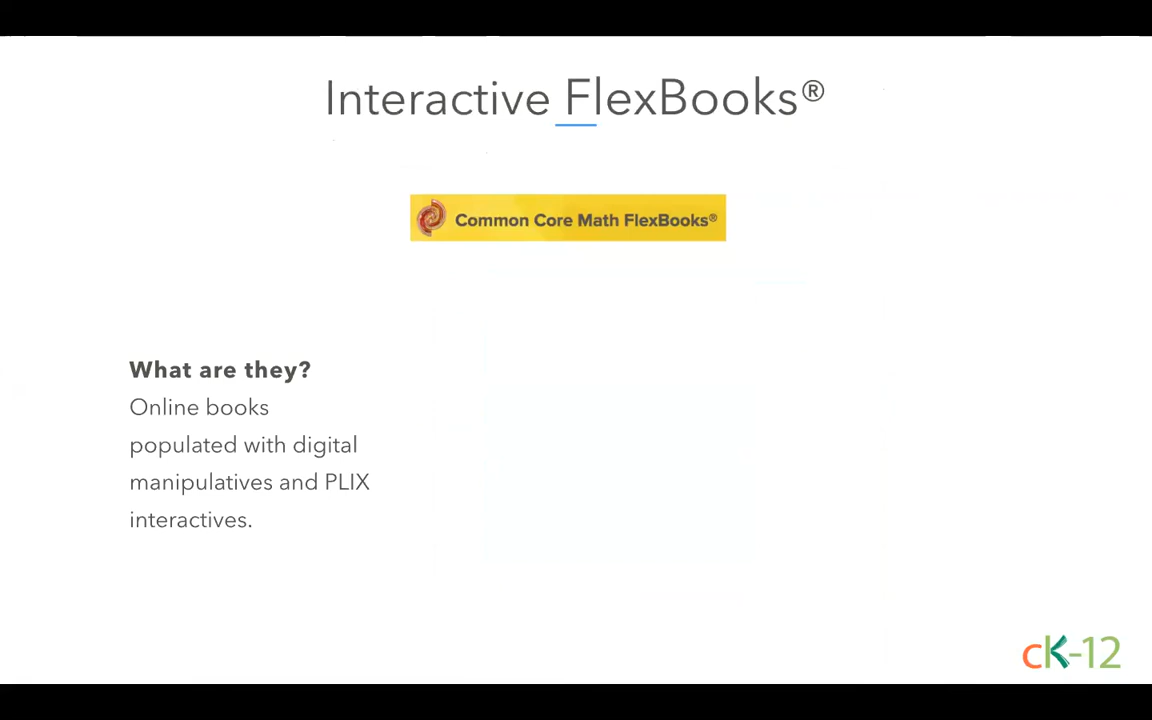 Interactive FlexBooks®
Common Core Math FlexBooks®
What are they?
Online books
populated with digital
manipulatives and PLIX
interactives.
cK-12